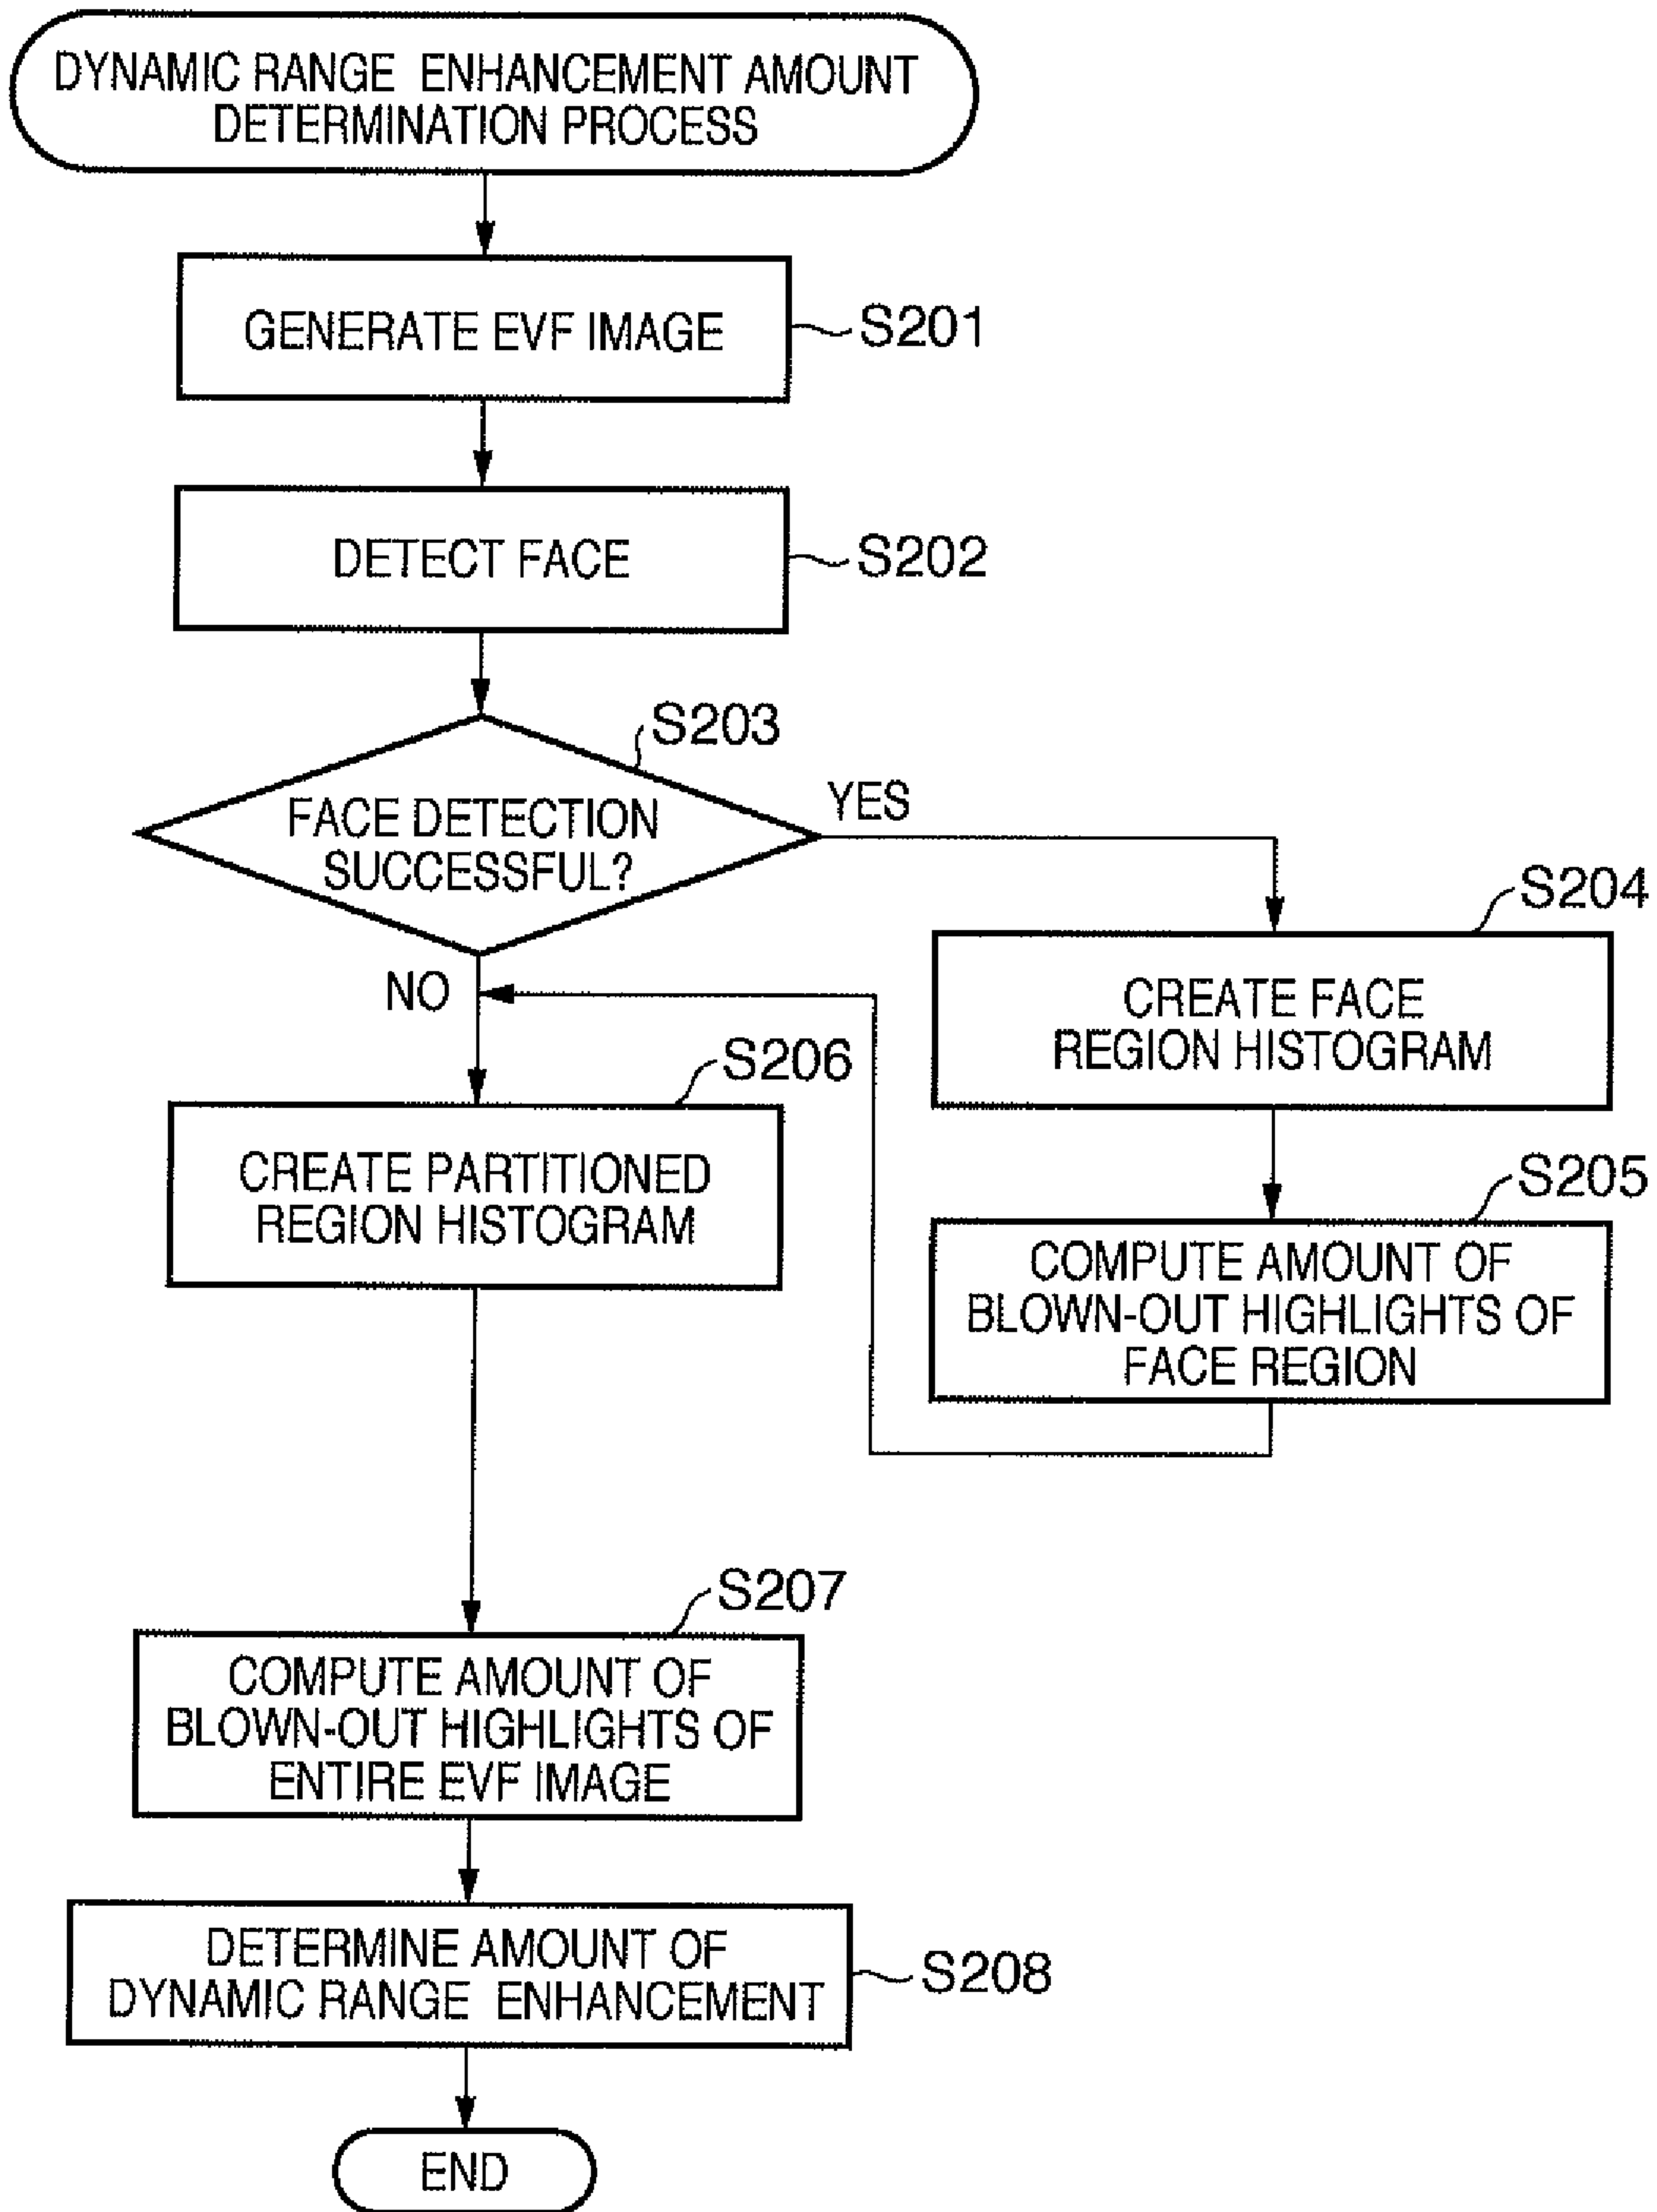 DYNAMIC RANGE ENHANCEMENT AMOUNT
DETERMINATION PROCESS
GENERATE EVF IMAGE
S201
DETECT FACE
S202
S203
FACE DETECTION
SUCCESSFUL?
YES
NO
S204
CREATE FACE
REGION HISTOGRAM
S205
COMPUTE AMOUNT OF
BLOWN-OUT HIGHLIGHTS OF
FACE REGION
S206
CREATE PARTITIONED
REGION HISTOGRAM
S207
COMPUTE AMOUNT OF
BLOWN-OUT HIGHLIGHTS OF
ENTIRE EVF IMAGE
DETERMINE AMOUNT OF
DYNAMIC RANGE ENHANCEMENT
S208
END